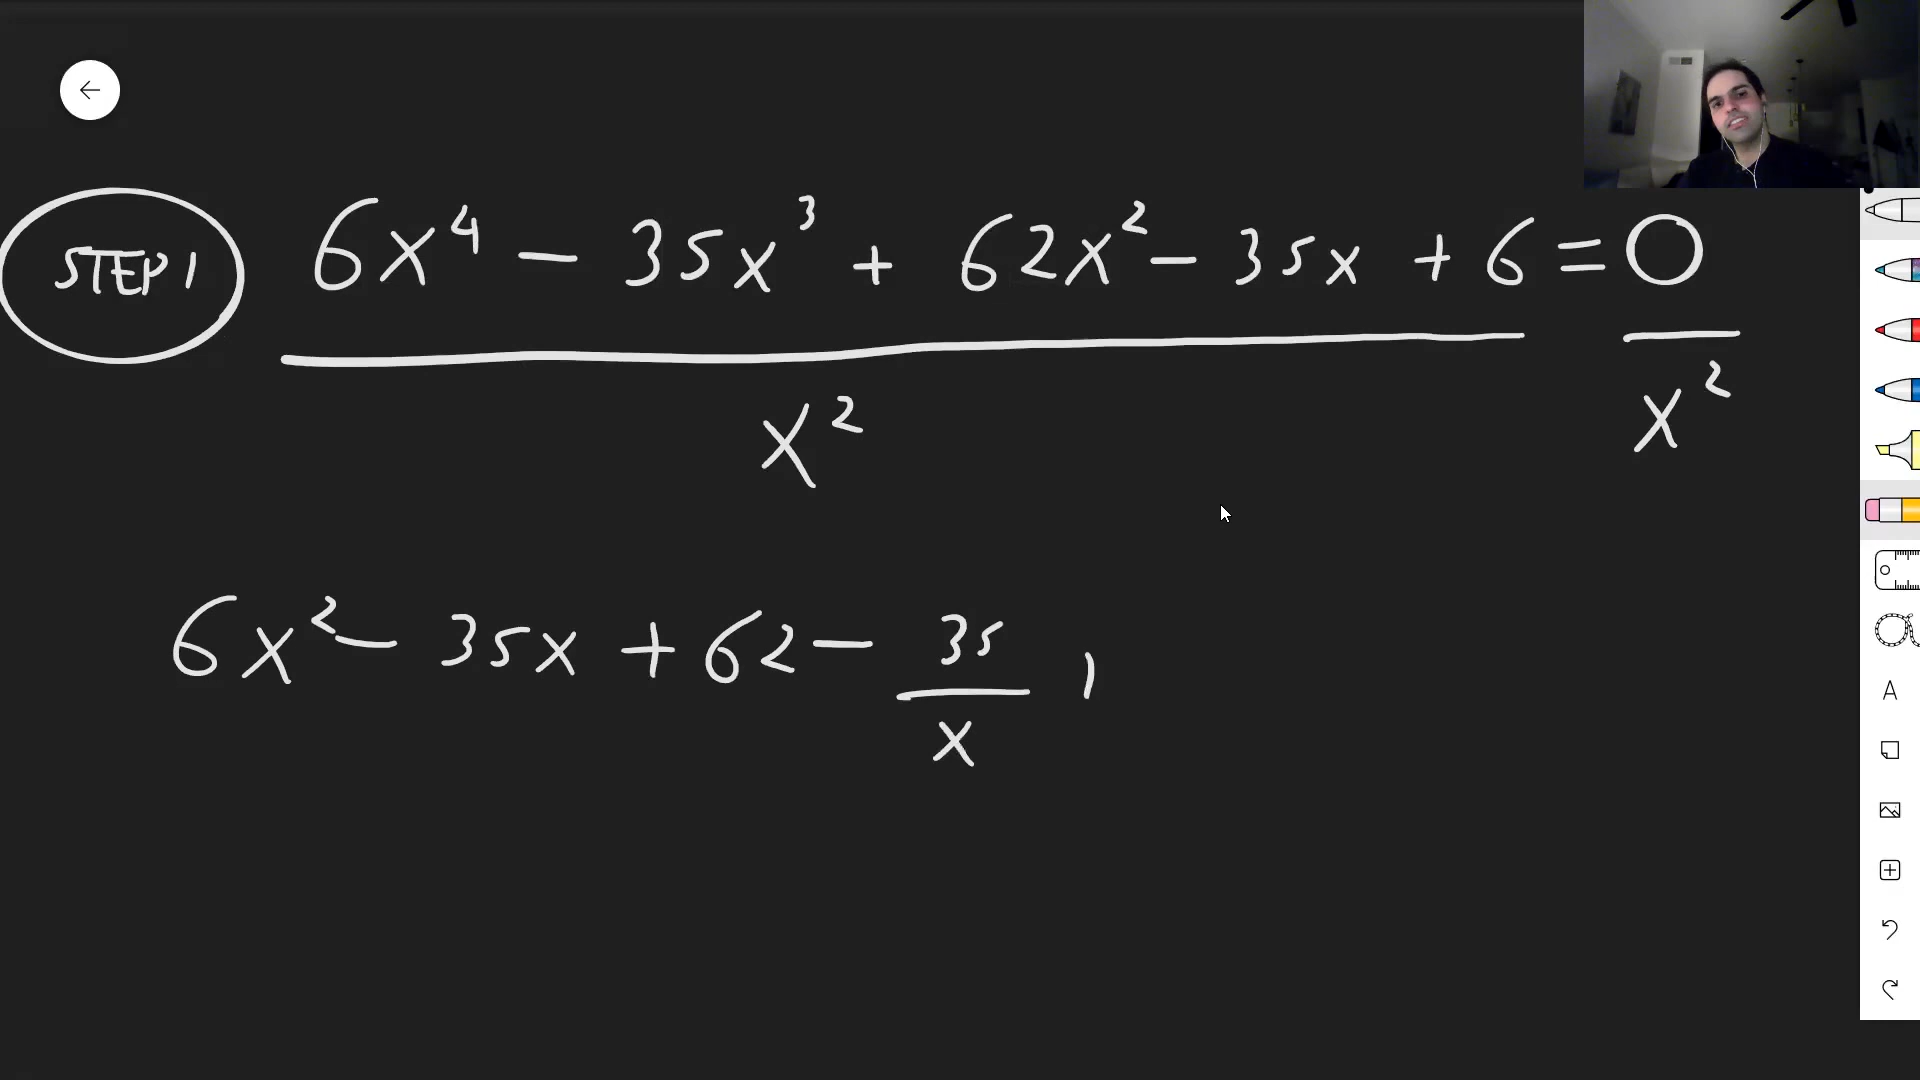 STEP 1
6x⁴ − 35x³ + 62x² − 35x + 6 = 0
x² x²
6x² − 35x + 62 − 35/x
A